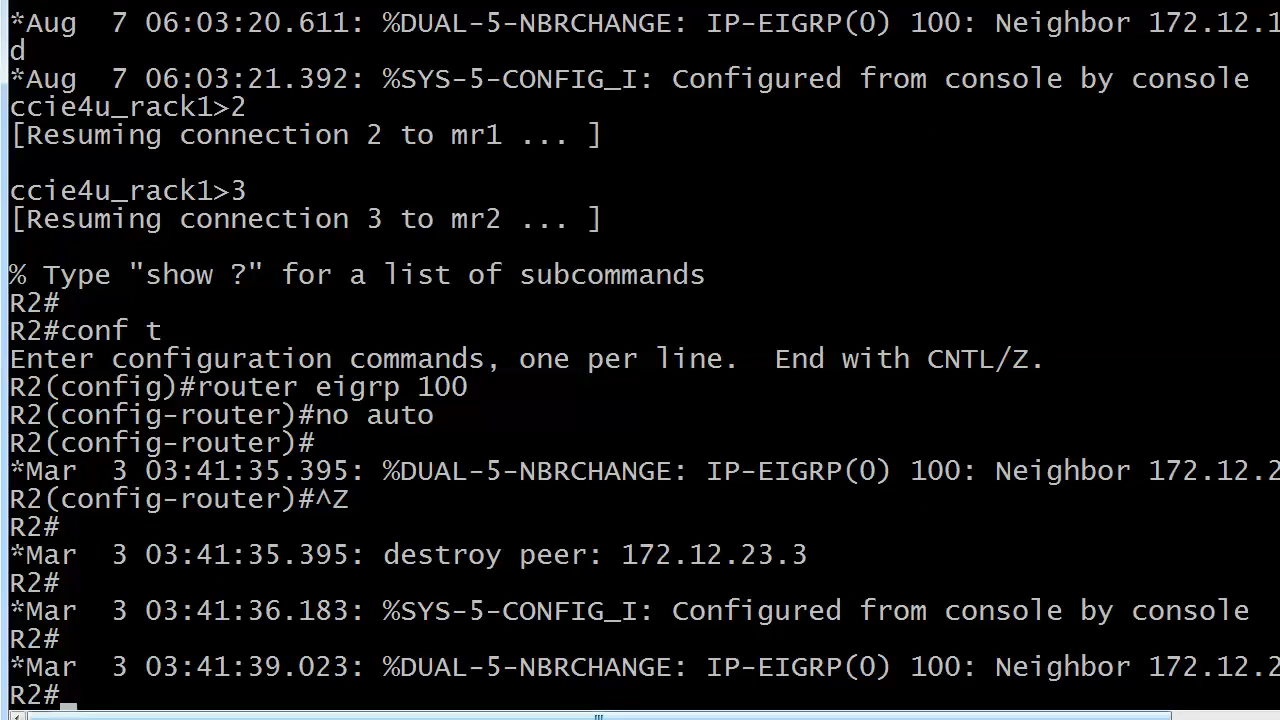 *Aug  7 06:03:20.611: %DUAL-5-NBRCHANGE: IP-EIGRP(0) 100: Neighbor 172.12.1
d
*Aug  7 06:03:21.392: %SYS-5-CONFIG_I: Configured from console by console
ccie4u_rack1>2
[Resuming connection 2 to mr1 ... ]
ccie4u_rack1>3
[Resuming connection 3 to mr2 ... ]
% Type "show ?" for a list of subcommands
R2#
R2#conf t
Enter configuration commands, one per line.  End with CNTL/Z.
R2(config)#router eigrp 100
R2(config-router)#no auto
R2(config-router)#
*Mar  3 03:41:35.395: %DUAL-5-NBRCHANGE: IP-EIGRP(0) 100: Neighbor 172.12.2
R2(config-router)#^Z
R2#
*Mar  3 03:41:35.395: destroy peer: 172.12.23.3
R2#
*Mar  3 03:41:36.183: %SYS-5-CONFIG_I: Configured from console by console
R2#
*Mar  3 03:41:39.023: %DUAL-5-NBRCHANGE: IP-EIGRP(0) 100: Neighbor 172.12.2
R2#